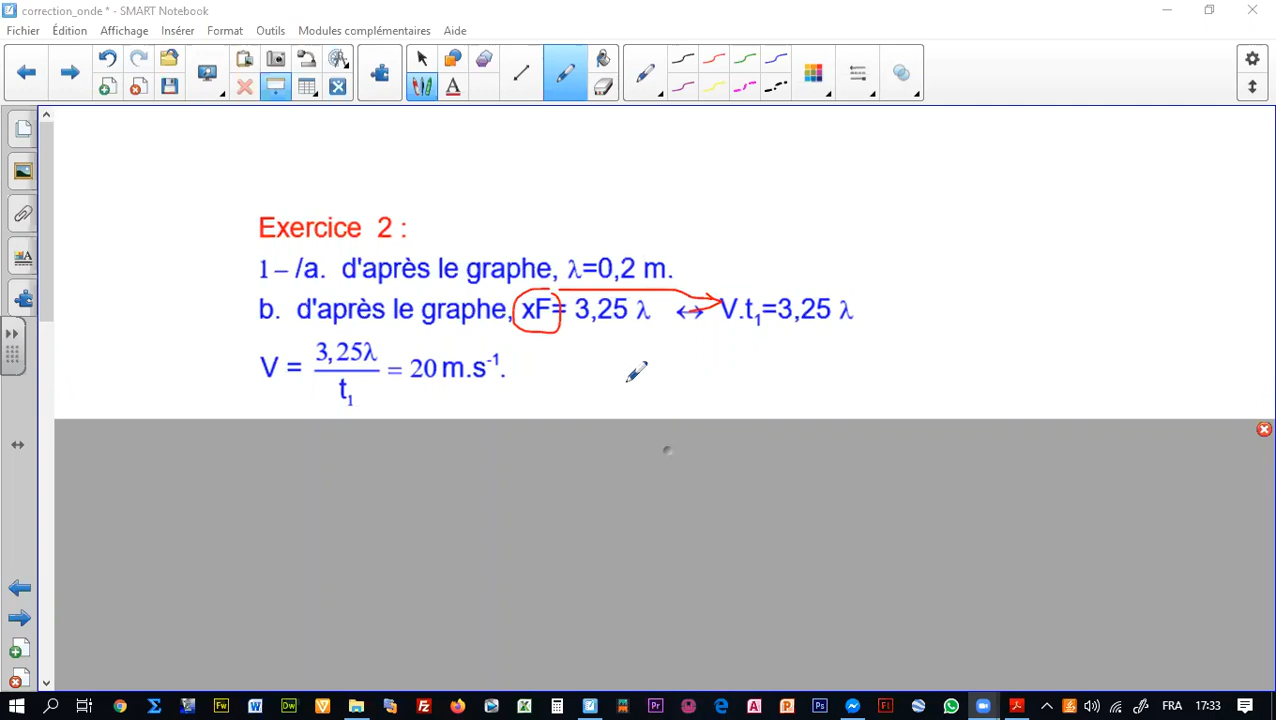 correction_onde * - SMART Notebook
Fichier Édition Affichage Insérer Format Outils Modules complémentaires Aide
Exercice 2 :
1 – /a. d'après le graphe, λ=0,2 m.
b. d'après le graphe, xF= 3,25 λ ↔ V.t₁=3,25 λ
V = 3,25λ / t₁ = 20 m.s⁻¹.
FRA 17:33